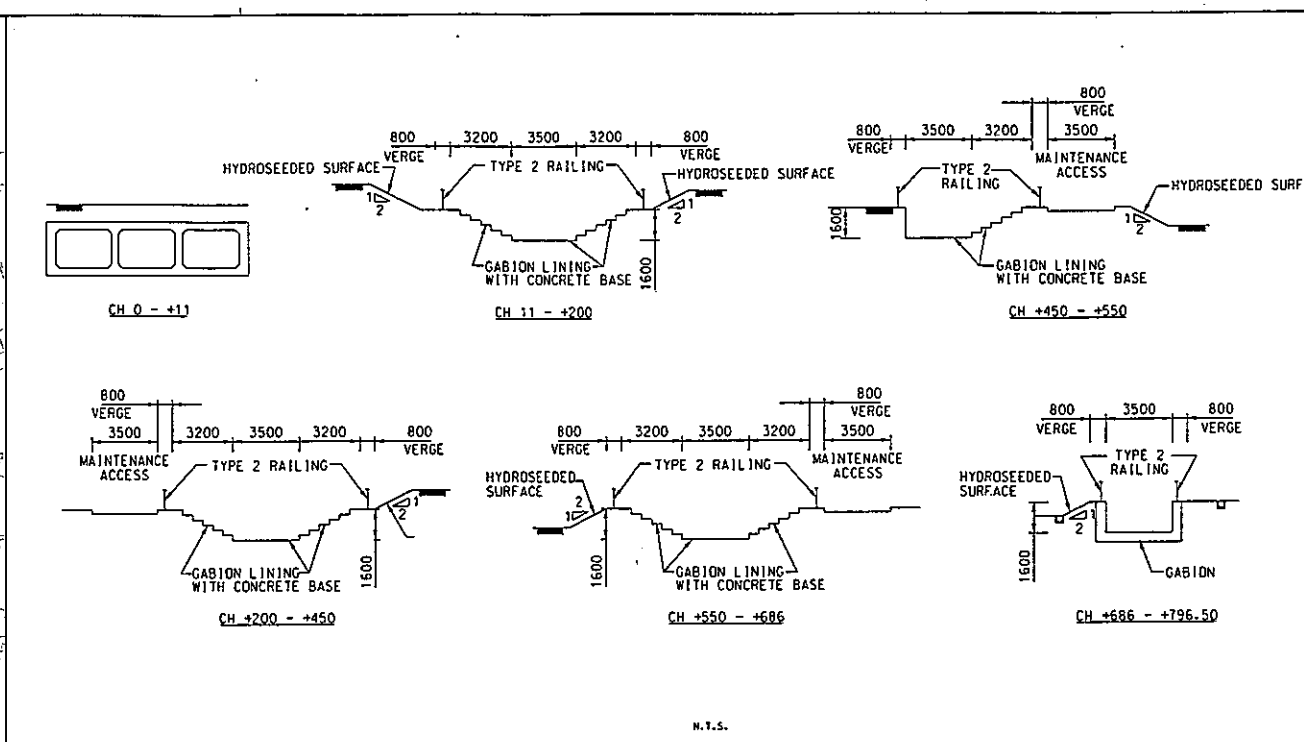 CH 0 - +11
800
3200
3500
3200
800
VERGE
VERGE
HYDROSEEDED SURFACE
TYPE 2 RAILING
HYDROSEEDED SURFACE
1
2
1
2
GABION LINING
WITH CONCRETE BASE
1600
CH 11 - +200
800
VERGE
800
3500
3200
3500
VERGE
TYPE 2
RAILING
MAINTENANCE
ACCESS
HYDROSEEDED SURF
1600
1
2
GABION LINING
WITH CONCRETE BASE
CH +450 - +550
800
VERGE
3500
3200
3500
3200
800
VERGE
MAINTENANCE
ACCESS
TYPE 2 RAILING
1
2
GABION LINING
WITH CONCRETE BASE
1600
CH +200 - +450
800
VERGE
800
3200
3500
3200
3500
VERGE
TYPE 2 RAILING
MAINTENANCE
ACCESS
HYDROSEEDED
SURFACE
2
1
1600
GABION LINING
WITH CONCRETE BASE
CH +550 - +686
800
3500
800
VERGE
VERGE
TYPE 2
RAILING
HYDROSEEDED
SURFACE
1
2
1600
GABION
CH +686 - +796.50
N.T.S.